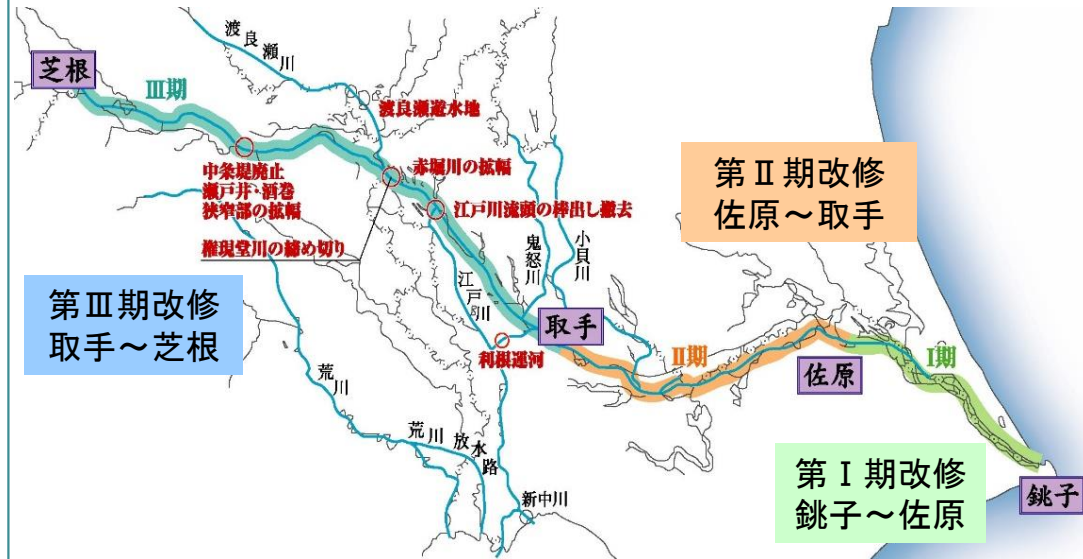 渡良瀬川
芝根
Ⅲ期
渡良瀬遊水地
中条堤廃止
瀬戸井・酒巻
狭窄部の拡幅
赤堀川の拡幅
江戸川流頭の棒出し撤去
権現堂川の締め切り
第Ⅱ期改修
佐原～取手
鬼怒川
小貝川
江戸川
第Ⅲ期改修
取手～芝根
取手
利根運河
Ⅱ期
佐原
Ⅰ期
荒川
荒川放水路
新中川
第Ⅰ期改修
銚子～佐原
銚子